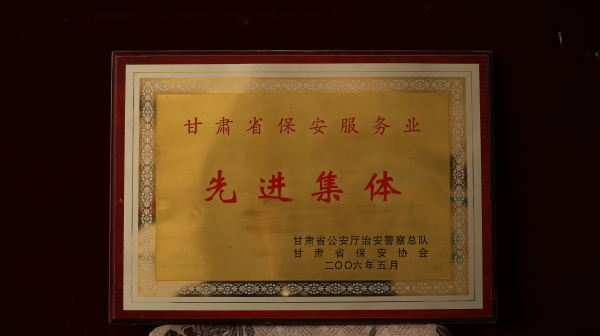 甘肃省保安服务业
先进集体
甘肃省公安厅治安警察总队
甘肃省保安协会
二〇〇六年五月